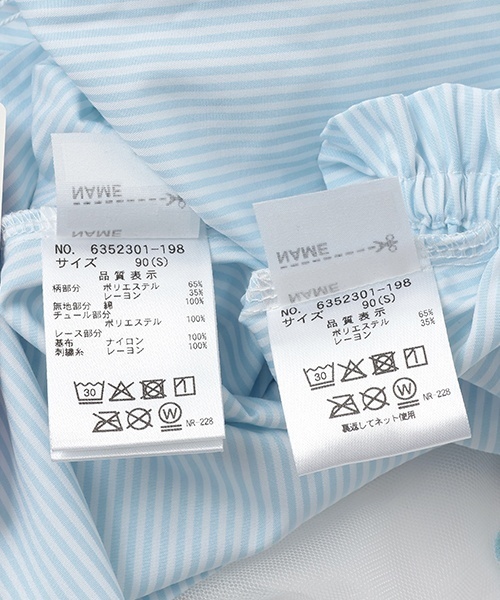 NAME
NO. 6352301-198
サイズ 90(S)
品質表示
柄部分 ポリエステル 65%
レーヨン 35%
無地部分 綿 100%
チュール部分
ポリエステル 100%
レース部分
基布 ナイロン 100%
刺繍糸 レーヨン 100%
30 1
W NR-228
NAME
NO. 6352301-198
サイズ 90(S)
品質表示
ポリエステル 65%
レーヨン 35%
30 1
W NR-228
裏返してネット使用